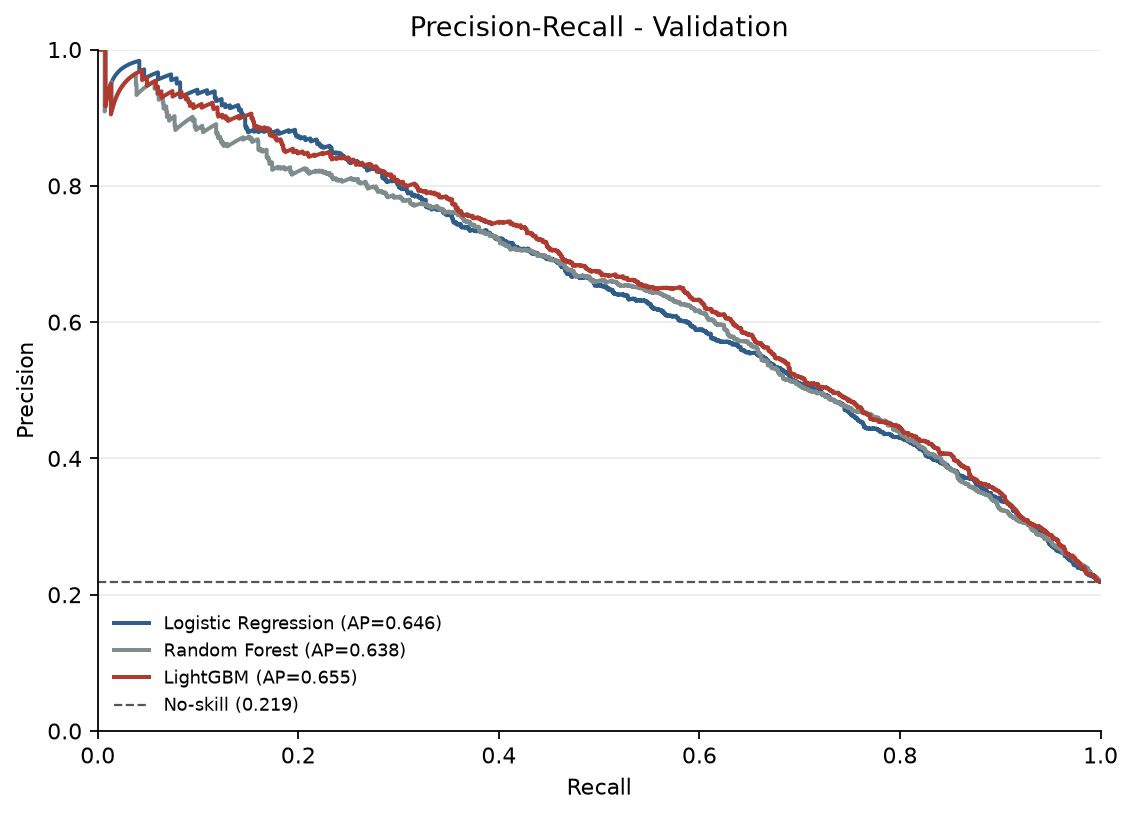 Precision-Recall - Validation
1.0
0.8
0.6
0.4
0.2
0.0
Precision
Logistic Regression (AP=0.646)
Random Forest (AP=0.638)
LightGBM (AP=0.655)
No-skill (0.219)
0.0 0.2 0.4 0.6 0.8 1.0
Recall